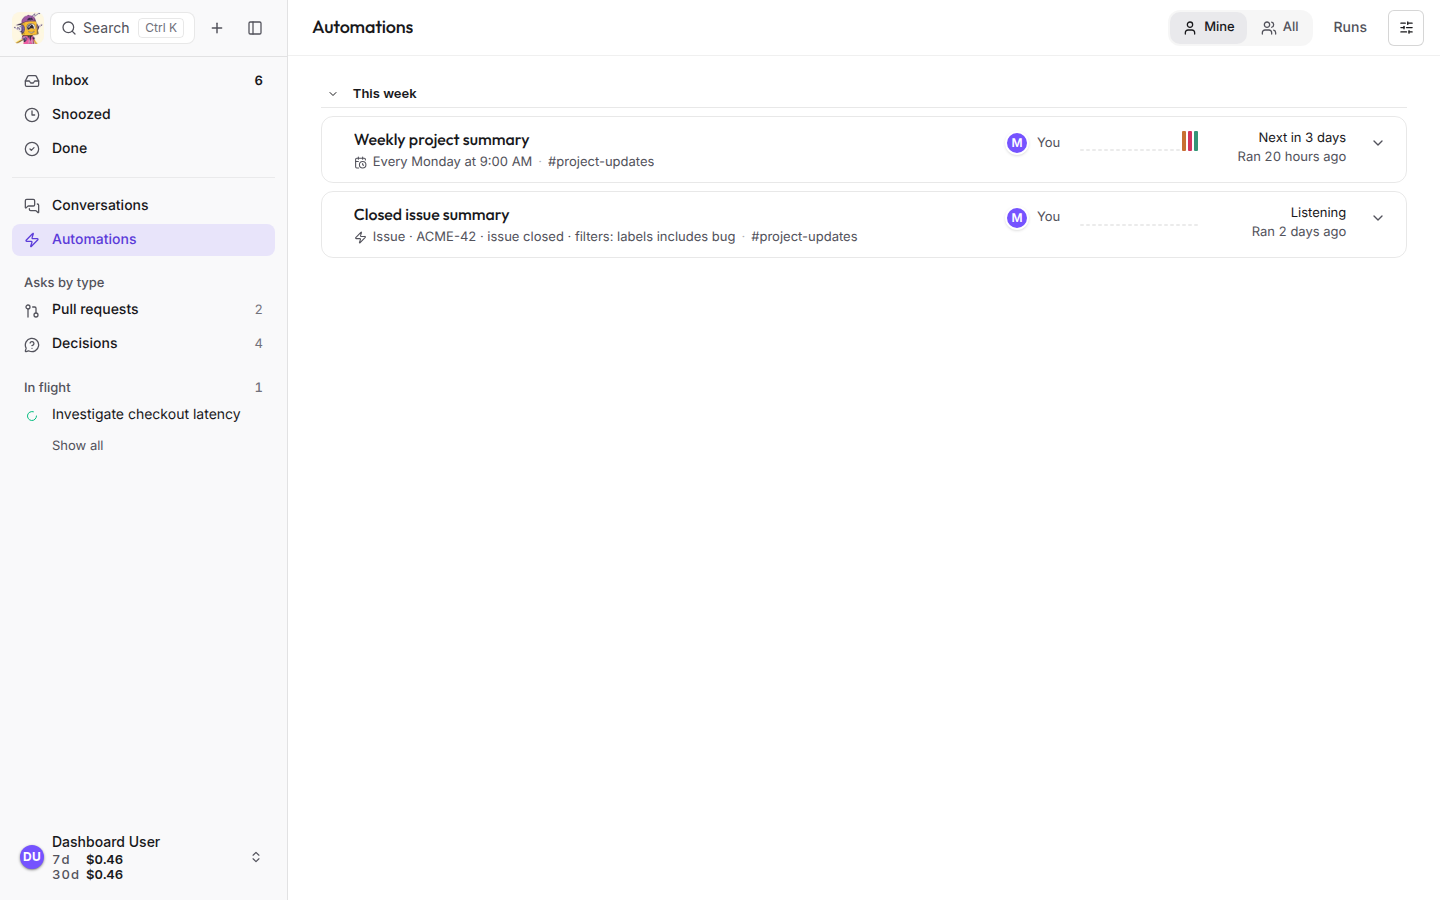 Search Ctrl K
Inbox 6
Snoozed
Done
Conversations
Automations
Asks by type
Pull requests 2
Decisions 4
In flight 1
Investigate checkout latency
Show all
DU Dashboard User
7d $0.46
30d $0.46
Automations
Mine All Runs
This week
Weekly project summary
Every Monday at 9:00 AM · #project-updates
M You
Next in 3 days
Ran 20 hours ago
Closed issue summary
Issue · ACME-42 · issue closed · filters: labels includes bug · #project-updates
M You
Listening
Ran 2 days ago